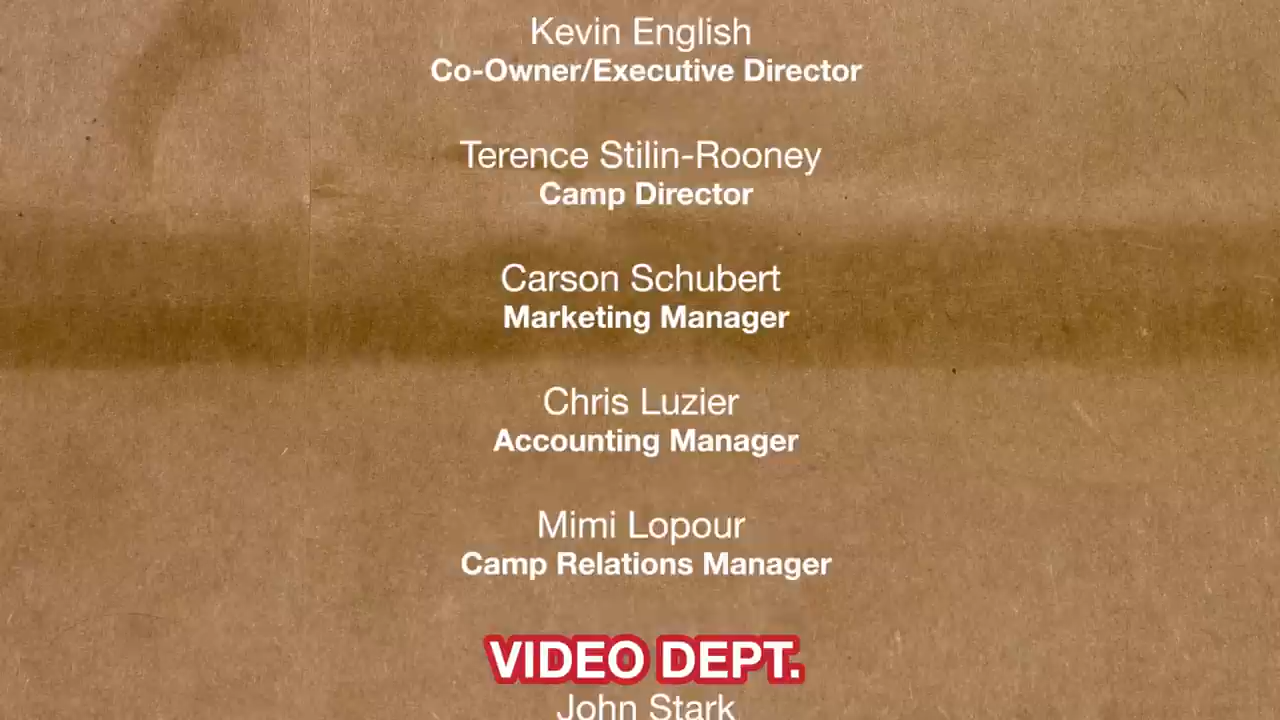 Kevin English
Co-Owner/Executive Director
Terence Stilin-Rooney
Camp Director
Carson Schubert
Marketing Manager
Chris Luzier
Accounting Manager
Mimi Lopour
Camp Relations Manager
VIDEO DEPT.
John Stark